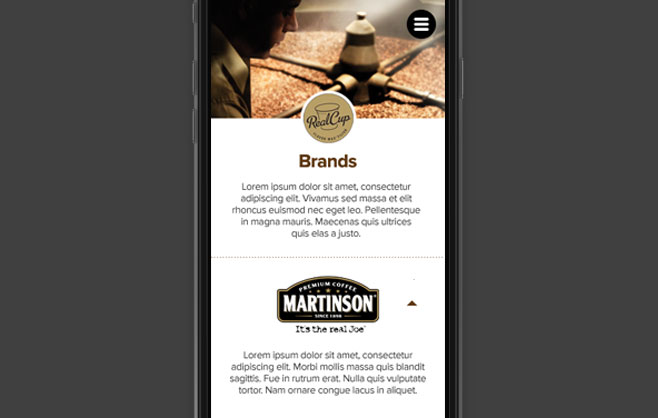 RealCup
Brands
Lorem ipsum dolor sit amet, consectetur
adipiscing elit. Vivamus sed massa et elit
rhoncus euismod nec eget leo. Pellentesque
in magna mauris. Maecenas quis ultrices
quis elas a justo.
PREMIUM COFFEE
MARTINSON
SINCE 1898
It's the real Joe
Lorem ipsum dolor sit amet, consectetur
adipiscing elit. Morbi mollis massa quis blandit
sagittis. Fue in rutrum erat. Nulla quis vulputate
tortor. Nam ornare congue lacus in aliquet.